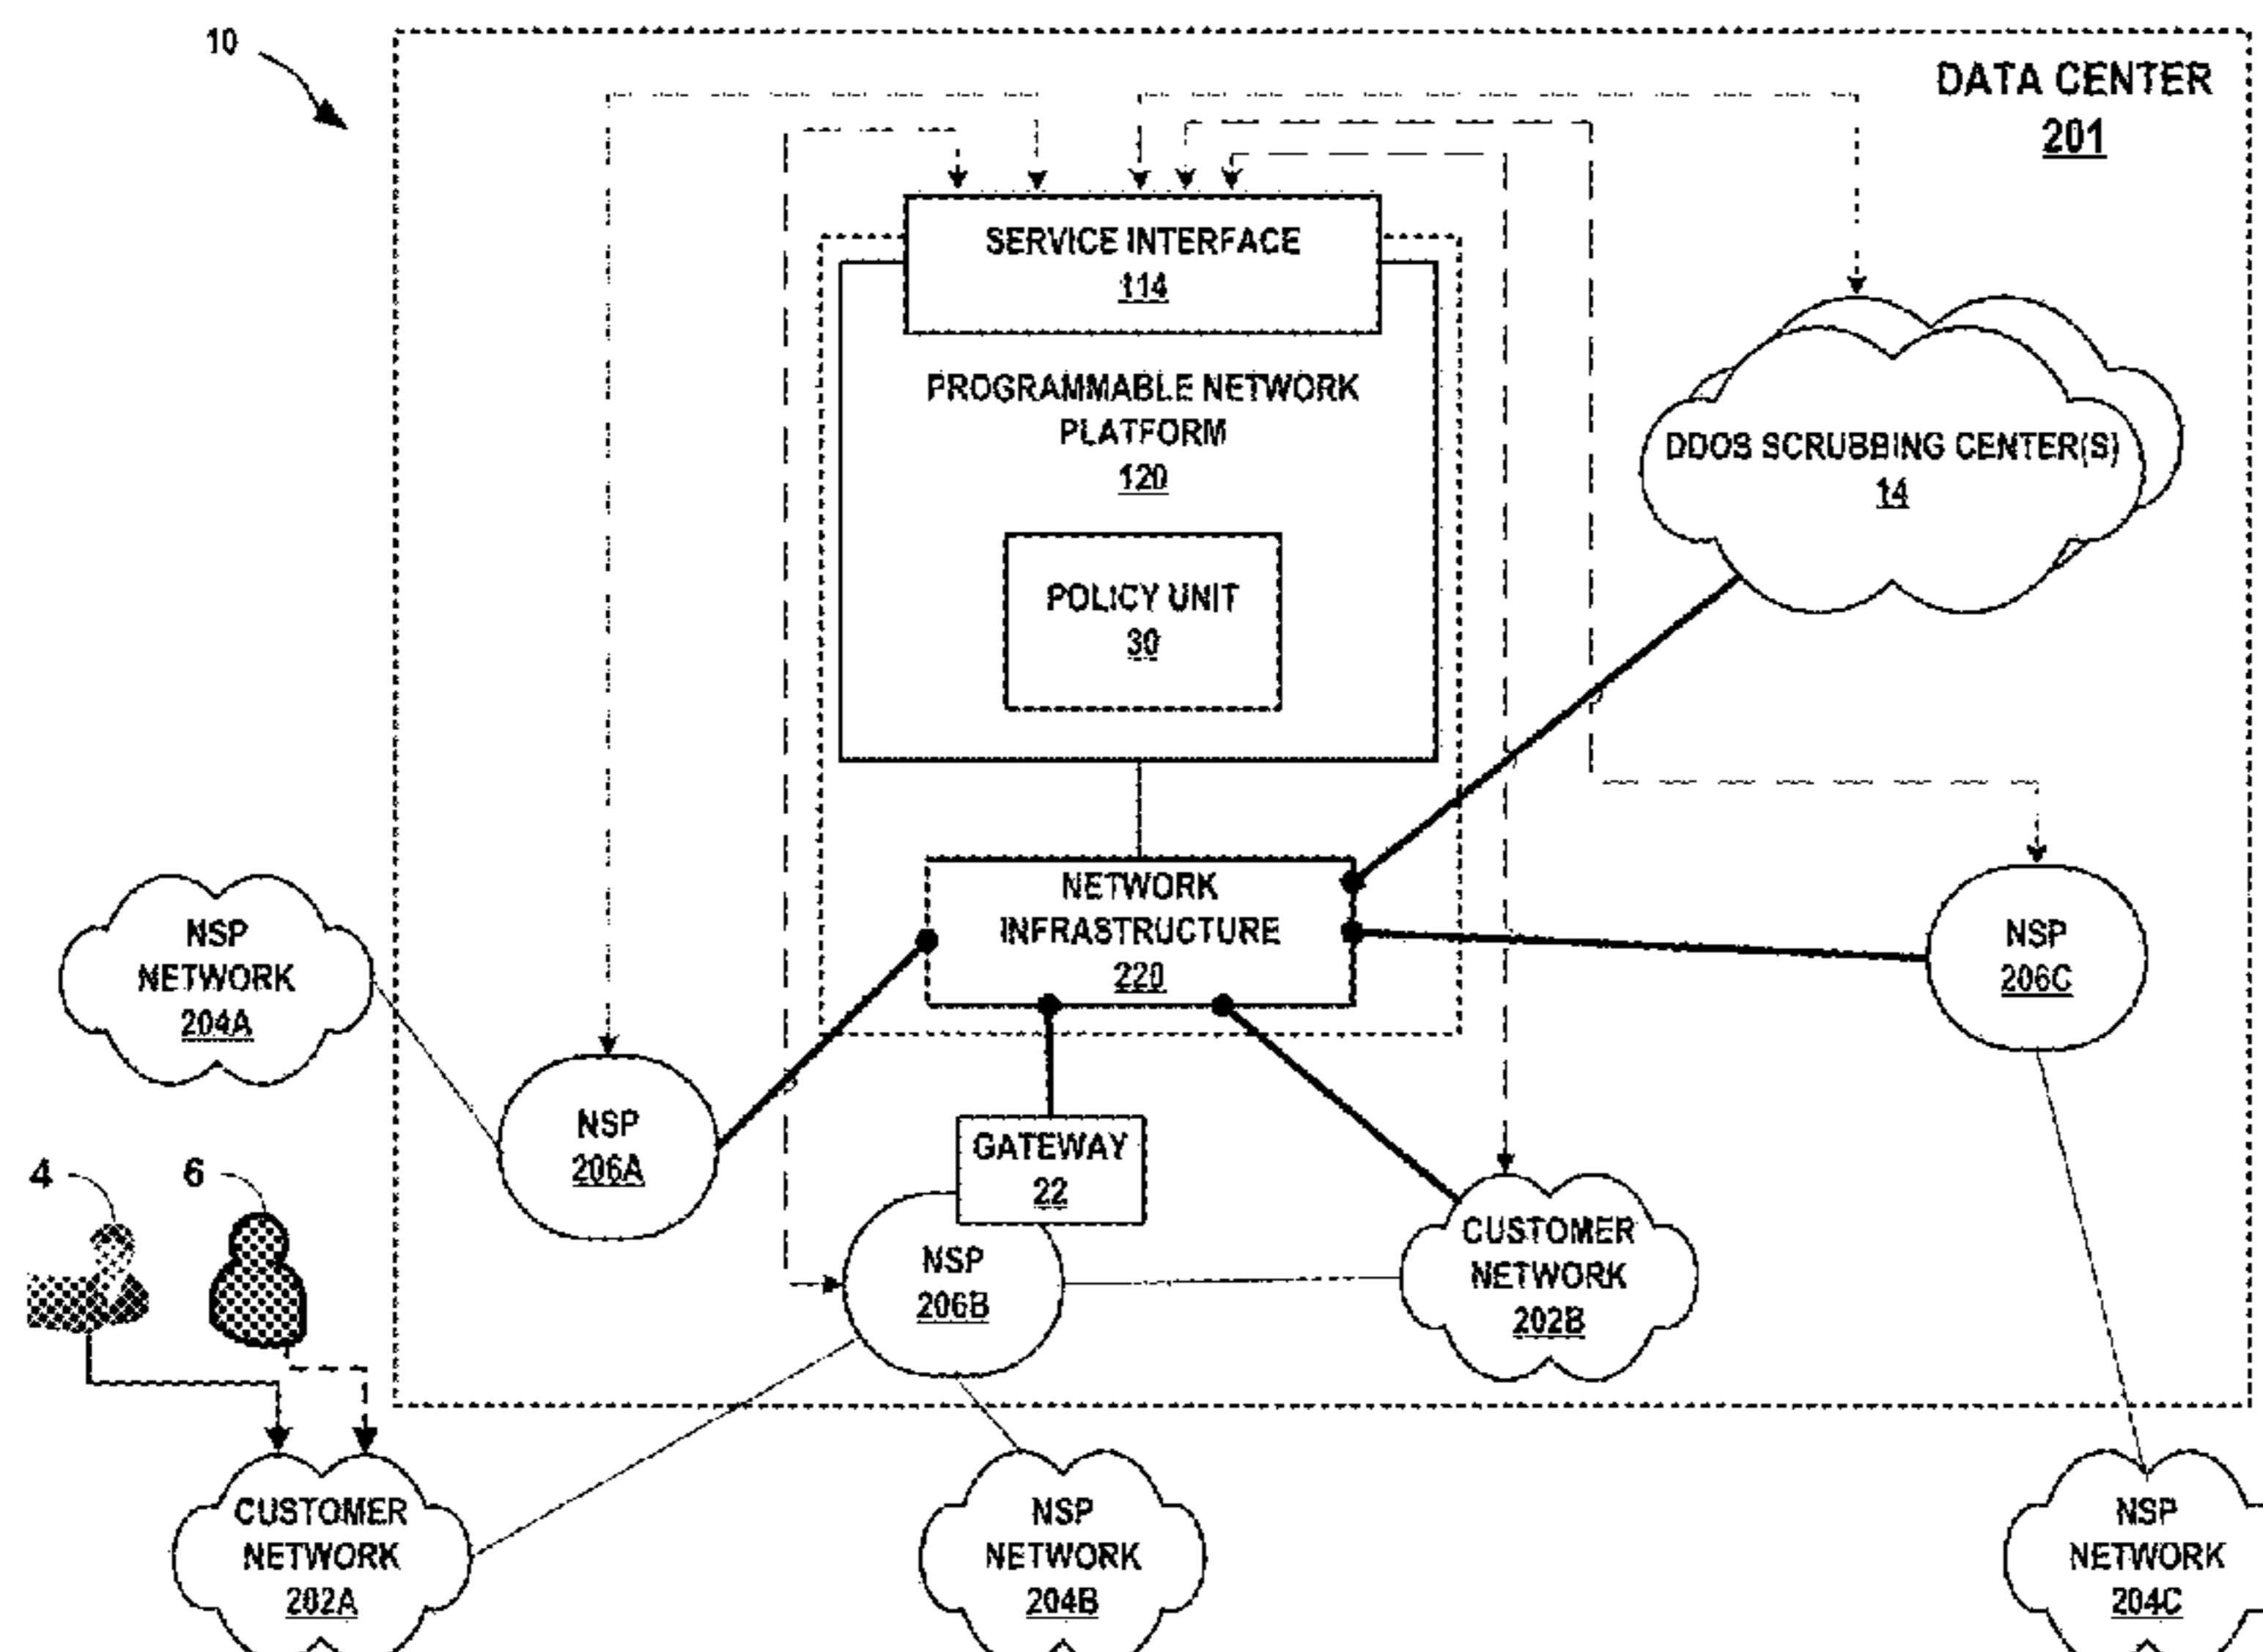 10
DATA CENTER
201
SERVICE INTERFACE
114
PROGRAMMABLE NETWORK
PLATFORM
120
DDOS SCRUBBING CENTER(S)
14
POLICY UNIT
30
NETWORK
INFRASTRUCTURE
220
NSP
NETWORK
204A
NSP
206C
NSP
206A
4
6
GATEWAY
22
NSP
206B
CUSTOMER
NETWORK
202B
CUSTOMER
NETWORK
202A
NSP
NETWORK
204B
NSP
NETWORK
204C